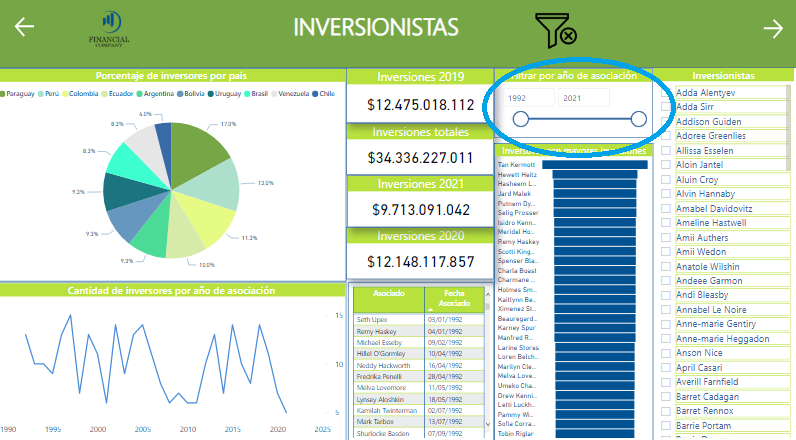 FINANCIAL
COMPANY
INVERSIONISTAS
Porcentaje de inversores por país
Paraguay Perú Colombia Ecuador Argentina Bolivia Uruguay Brasil Venezuela Chile
4.0%
17.0%
8.3%
8.3%
13.0%
9.3%
9.3%
11.3%
9.3%
10.0%
Cantidad de inversores por año de asociación
15
10
5
1990 1995 2000 2005 2010 2015 2020 2025
Inversiones 2019
$12.475.018.112
Inversiones totales
$34.336.227.011
Inversiones 2021
$9.713.091.042
Inversiones 2020
$12.148.117.857
Asociado Fecha Asociado
Seth Upex 03/01/1992
Remy Haskey 04/01/1992
Michael Esseby 09/02/1992
Hillel O'Gormley 10/04/1992
Neddy Hackworth 16/04/1992
Fredrika Penelli 28/04/1992
Melva Lovemore 11/05/1992
Lynsey Aloshkin 18/05/1992
Kamilah Twinterman 02/07/1992
Mark Tarbox 13/07/1992
Shurlocke Basden 07/09/1992
Filtrar por año de asociación
1992 2021
Tan Kermott
Hewett Heitz
Hasheem L...
Jard Malek
Putnem Dy...
Selig Prosser
Isidro Kenn...
Meridel Ho...
Remy Haskey
Scotti King...
Spenser Bla...
Charla Boast
Charmane ...
Holmes Sm...
Kaitlynn Be...
Ximenez St...
Beauregard...
Karney Spur
Manfred R...
Larine Stores
Loren Belch...
Marilyn Cle...
Melva Love...
Umeko Cha...
Drew Kenni...
Letti Luckh...
Pammy Wi...
Sofia Corra...
Tobin Riglar
Inversionistas
Adda Alentyev
Adda Sirr
Addison Guiden
Adoree Greenlies
Allissa Esselen
Aloin Jantel
Aluin Croy
Alvin Hannaby
Amabel Davidovitz
Ameline Hastwell
Amii Authers
Amii Wedon
Anatole Wilshin
Andeee Garmon
Andi Bleasby
Annabel Le Noire
Anne-marie Gentiry
Anne-marie Heggadon
Anson Nice
April Casari
Averill Farnfield
Barret Cadagan
Barret Rennox
Barrie Portam